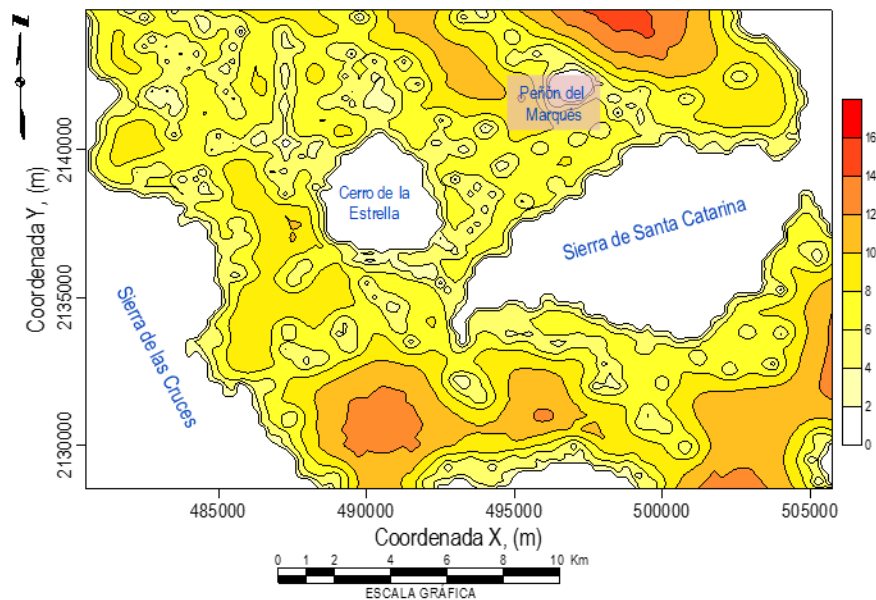 Peñón del
Marqués
Cerro de la
Estrella
Sierra de Santa Catarina
Sierra de las Cruces
Coordenada Y, (m)
2140000
2135000
2130000
485000
490000
495000
500000
505000
Coordenada X, (m)
0 1 2 4 6 8 10 Km
ESCALA GRÁFICA
16
14
12
10
8
6
4
2
0